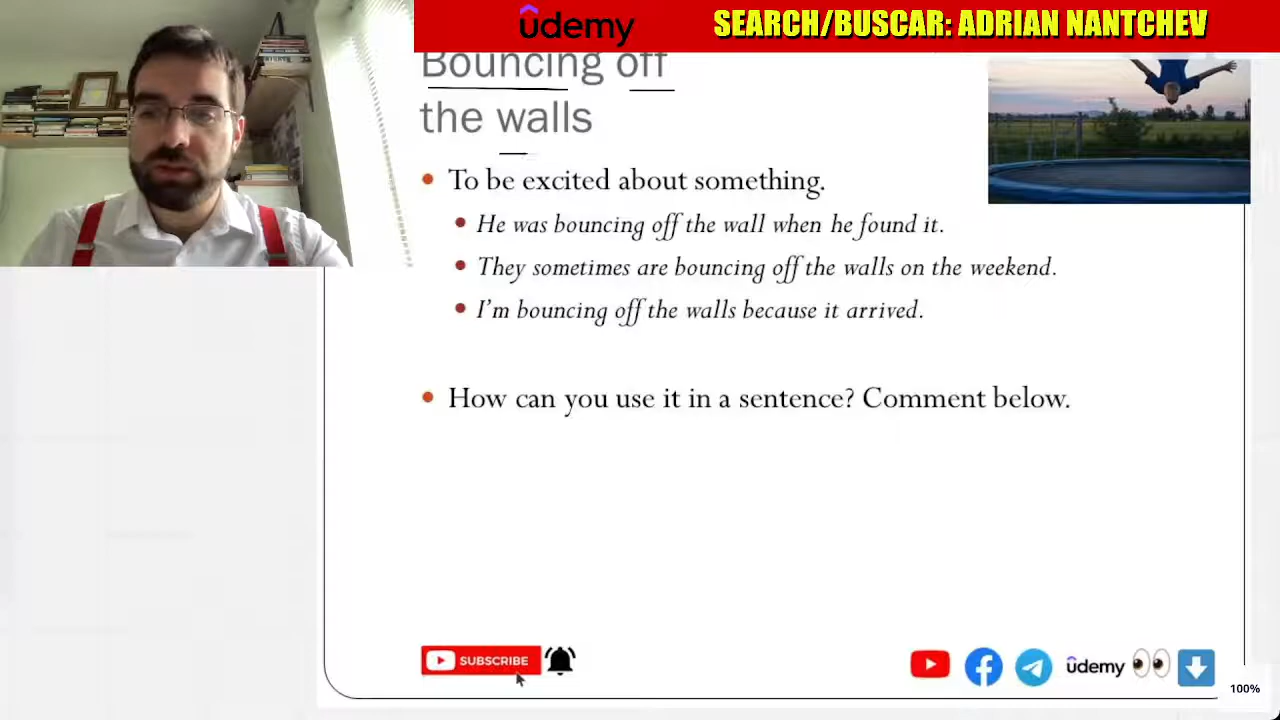 udemy
SEARCH/BUSCAR: ADRIAN NANTCHEV
Bouncing off
the walls
To be excited about something.
He was bouncing off the wall when he found it.
They sometimes are bouncing off the walls on the weekend.
I'm bouncing off the walls because it arrived.
How can you use it in a sentence? Comment below.
SUBSCRIBE
udemy
100%